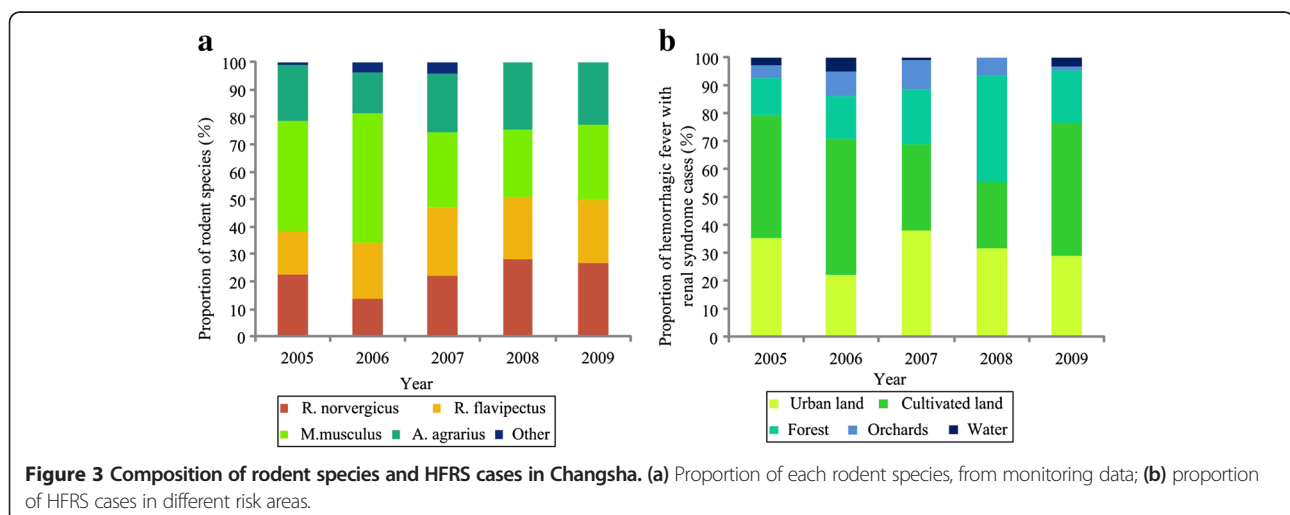 a
Proportion of rodent species (%)
100
90
80
70
60
50
40
30
20
10
0
2005 2006 2007 2008 2009
Year
R. norvergicus R. flavipectus
M.musculus A. agrarius Other
b
Proportion of hemorrhagic fever with
renal syndrome cases (%)
100
90
80
70
60
50
40
30
20
10
0
2005 2006 2007 2008 2009
Year
Urban land Cultivated land
Forest Orchards Water
Figure 3 Composition of rodent species and HFRS cases in Changsha. (a) Proportion of each rodent species, from monitoring data; (b) proportion
of HFRS cases in different risk areas.